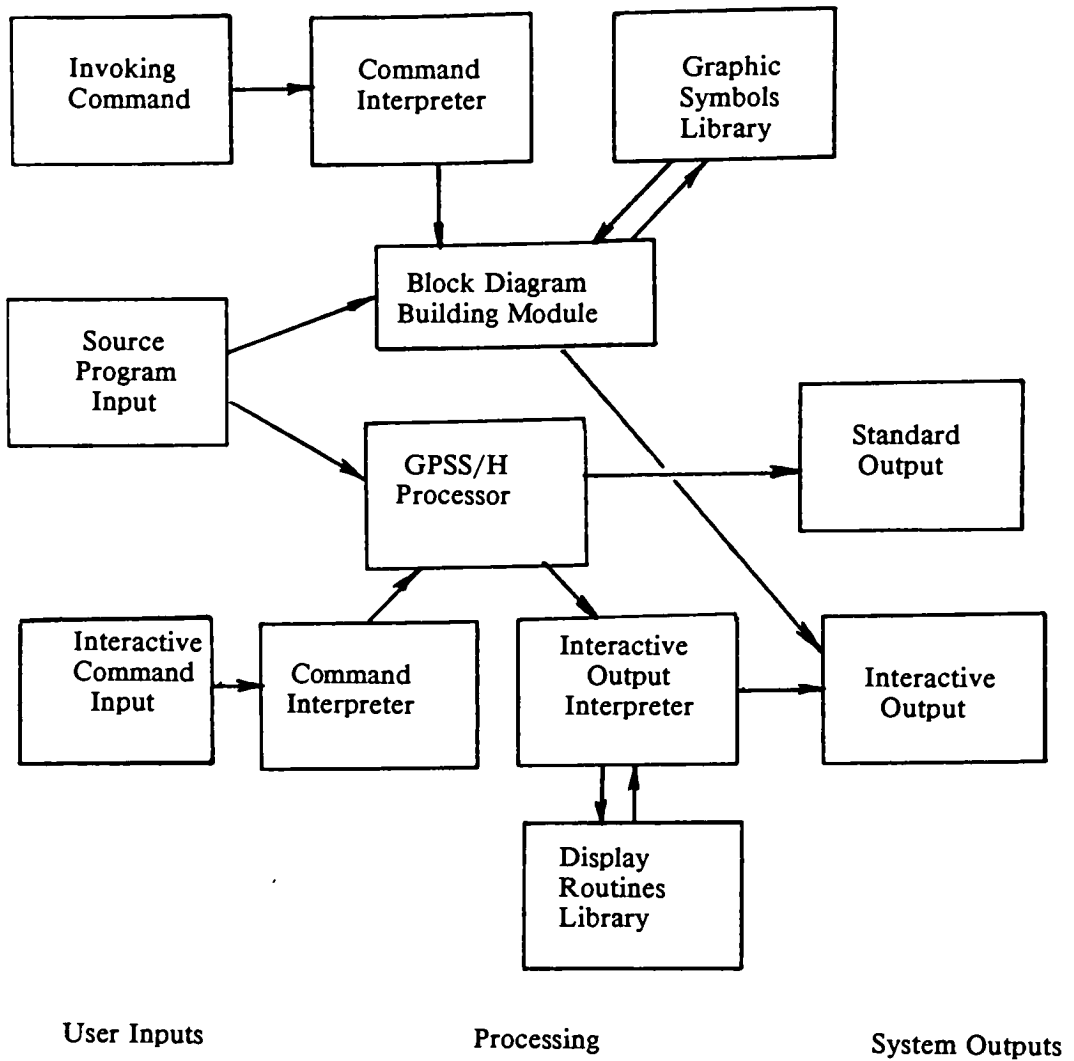 Invoking
Command
Command
Interpreter
Graphic
Symbols
Library
Block Diagram
Building Module
Source
Program
Input
GPSS/H
Processor
Standard
Output
Interactive
Command
Input
Command
Interpreter
Interactive
Output
Interpreter
Interactive
Output
Display
Routines
Library
User Inputs
Processing
System Outputs